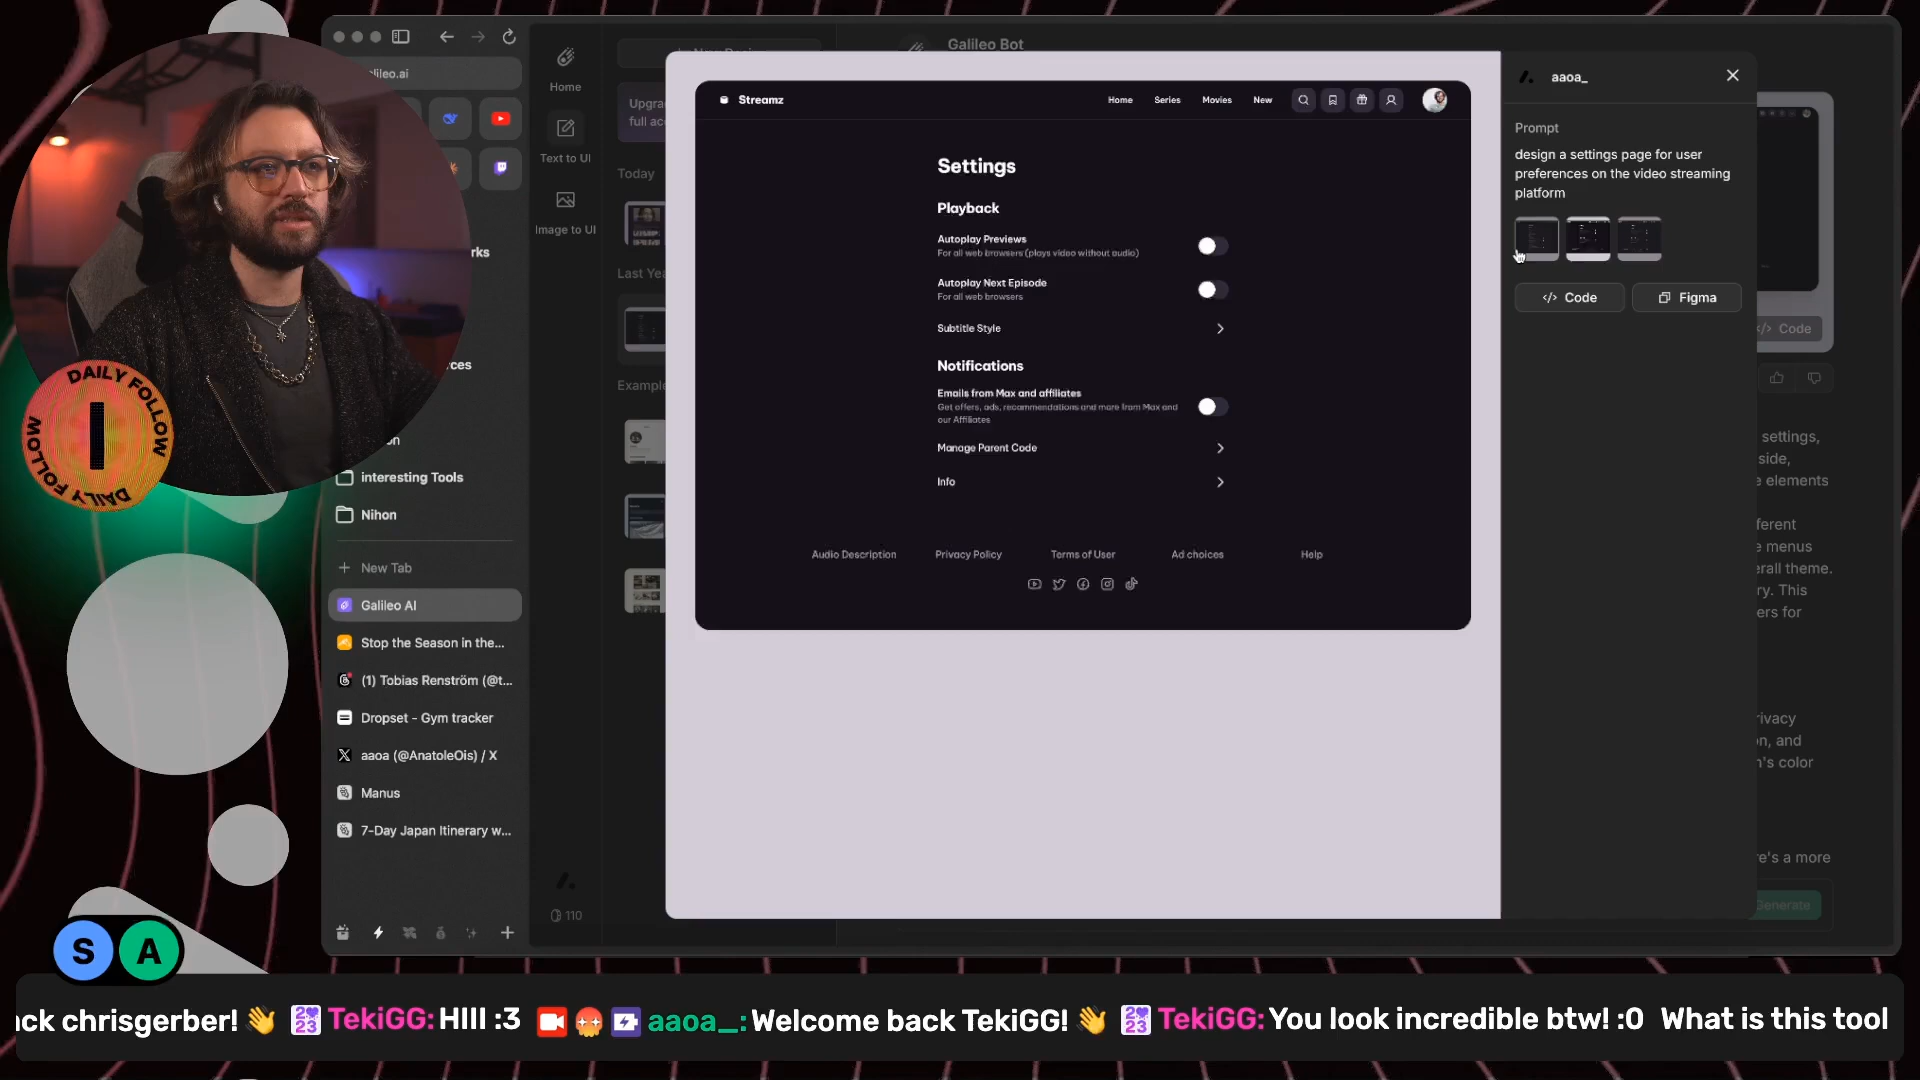 Galileo Bot
lileo.ai
Home
Text to UI
Image to UI
Upgra
full acc
Today
Last Yea
Example
Streamz
Home
Series
Movies
New
Settings
Playback
Autoplay Previews
For all web browsers (plays video without audio)
Autoplay Next Episode
For all web browsers
Subtitle Style
Notifications
Emails from Max and affiliates
Get offers, ads, recommendations and more from Max and
our Affiliates
Manage Parent Code
Info
Audio Description
Privacy Policy
Terms of User
Ad choices
Help
aaoa_
Prompt
design a settings page for user
preferences on the video streaming
platform
</> Code
Figma
Code
settings,
side,
e elements
ferent
e menus
erall theme.
ry. This
ers for
rivacy
n, and
n's color
e's a more
Generate
rks
rces
on
interesting Tools
Nihon
New Tab
Galileo AI
Stop the Season in the...
(1) Tobias Renström (@t...
Dropset - Gym tracker
aaoa (@AnatoleOis) / X
Manus
7-Day Japan Itinerary w...
110
DAILY FOLLOW
DAILY FOLLOW
S A
ck chrisgerber! 👋 TekiGG: HIII :3 aaoa_: Welcome back TekiGG! 👋 TekiGG: You look incredible btw! :O What is this tool